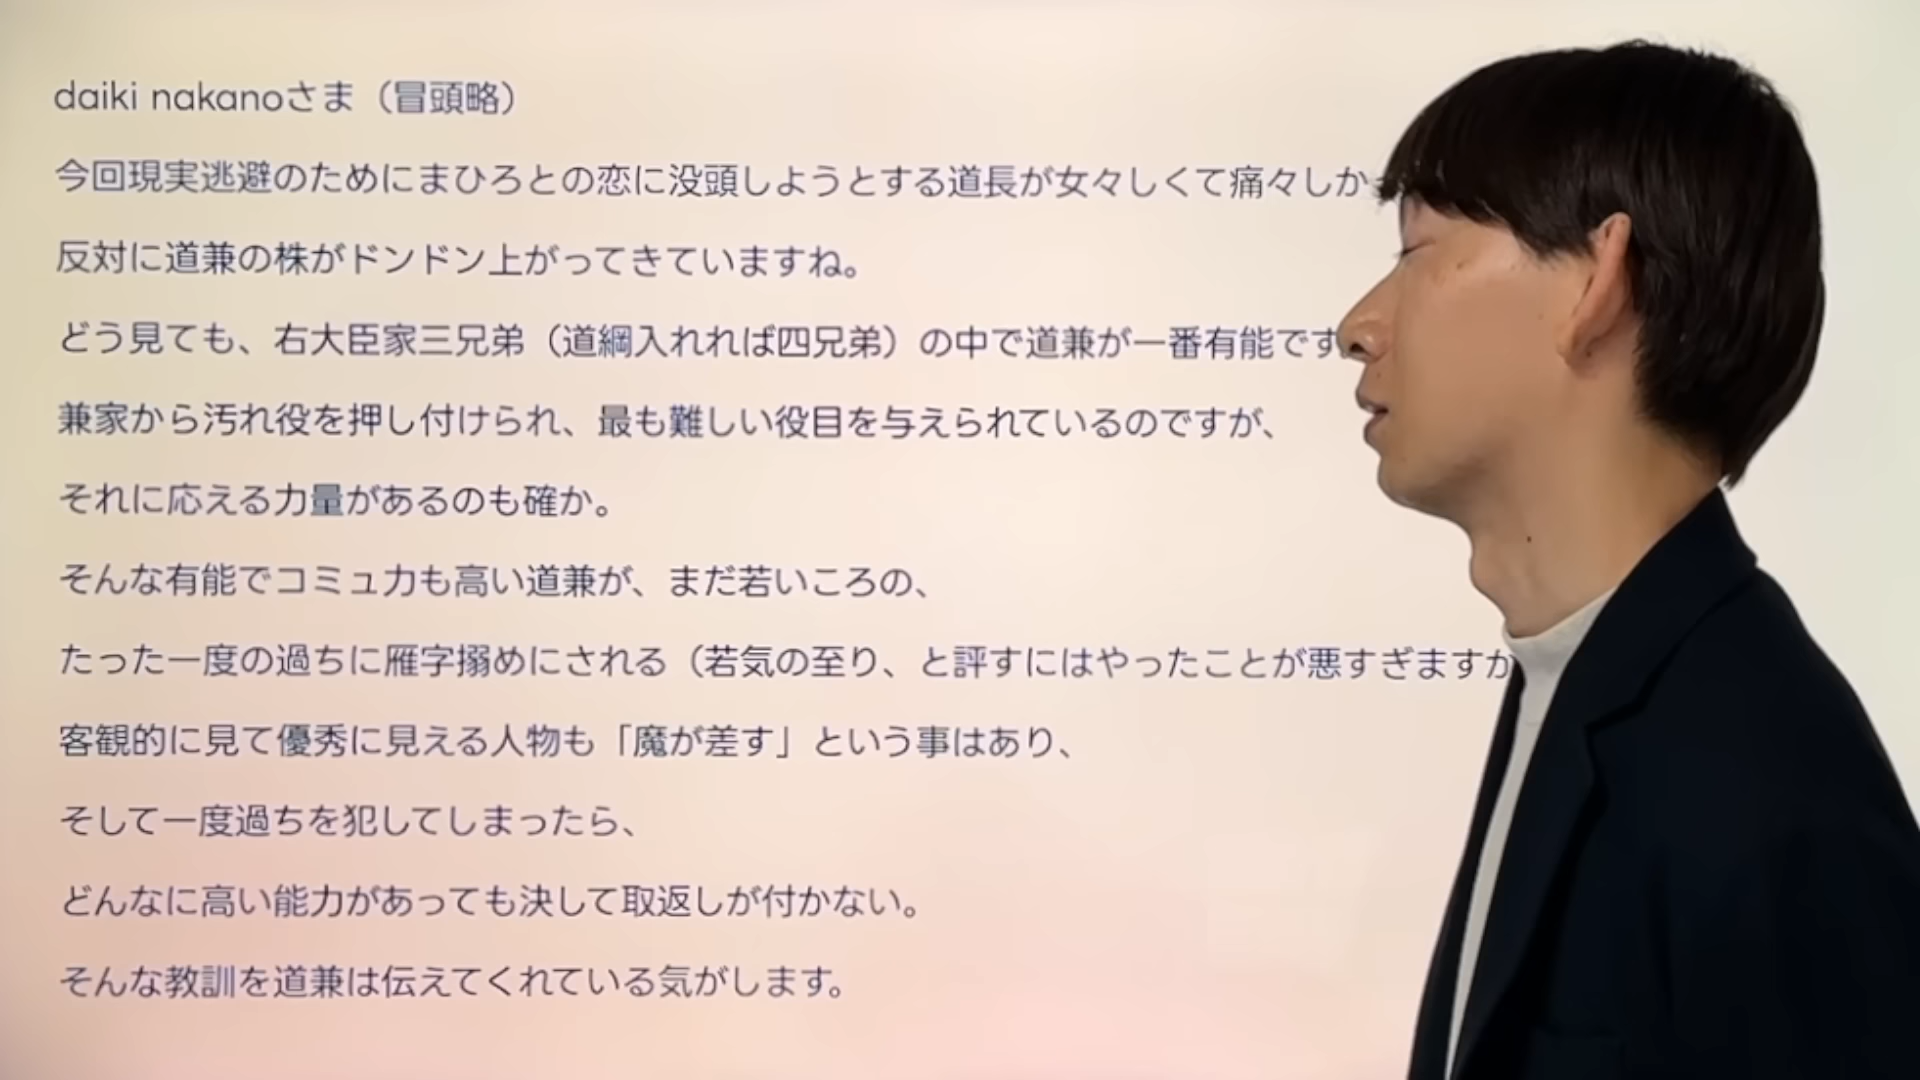 daiki nakanoさま（冒頭略）
今回現実逃避のためにまひろとの恋に没頭しようとする道長が女々しくて痛々しか
反対に道兼の株がドンドン上がってきていますね。
どう見ても、右大臣家三兄弟（道綱入れれば四兄弟）の中で道兼が一番有能です
兼家から汚れ役を押し付けられ、最も難しい役目を与えられているのですが、
それに応える力量があるのも確か。
そんな有能でコミュ力も高い道兼が、まだ若いころの、
たった一度の過ちに雁字搦めにされる（若気の至り、と評すにはやったことが悪すぎますが
客観的に見て優秀に見える人物も「魔が差す」という事はあり、
そして一度過ちを犯してしまったら、
どんなに高い能力があっても決して取返しが付かない。
そんな教訓を道兼は伝えてくれている気がします。